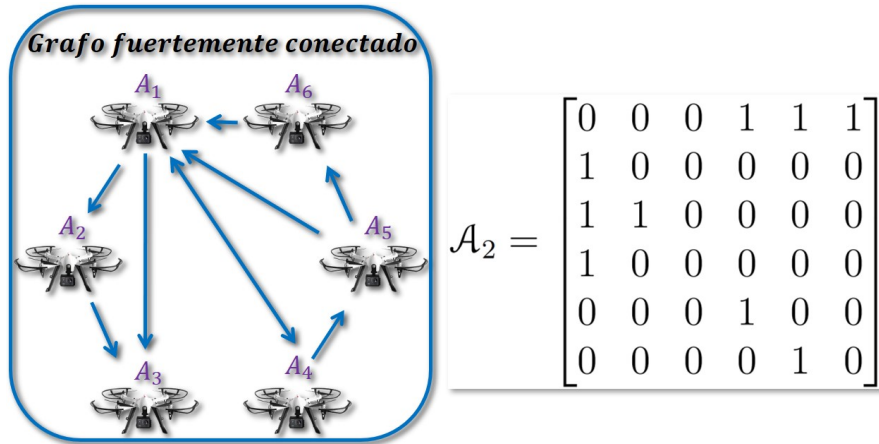 Grafo fuertemente conectado
A₁ A₆
A₂ A₅
A₃ A₄
𝒜₂ =
0 0 0 1 1 1
1 0 0 0 0 0
1 1 0 0 0 0
1 0 0 0 0 0
0 0 0 1 0 0
0 0 0 0 1 0